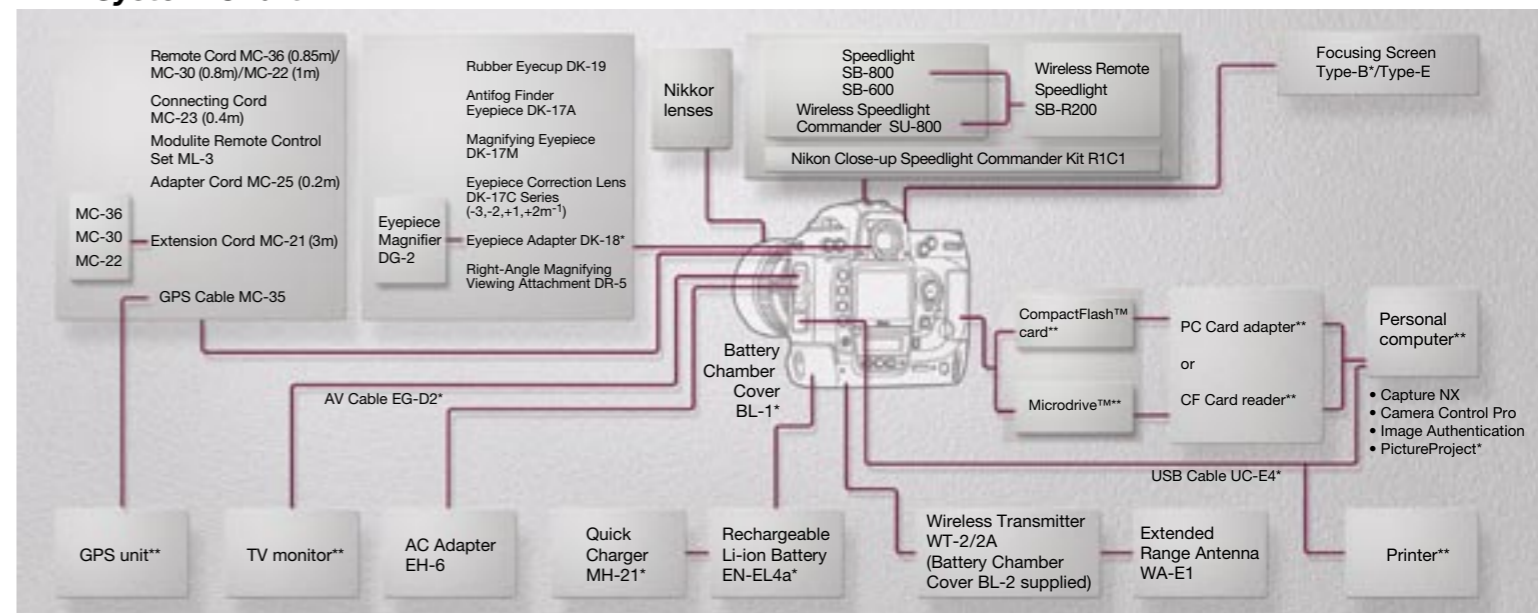 Remote Cord MC-36 (0.85m)/
MC-30 (0.8m)/MC-22 (1m)
Connecting Cord
MC-23 (0.4m)
Modulite Remote Control
Set ML-3
Adapter Cord MC-25 (0.2m)
MC-36
MC-30
MC-22
Extension Cord MC-21 (3m)
GPS Cable MC-35
Rubber Eyecup DK-19
Antifog Finder
Eyepiece DK-17A
Magnifying Eyepiece
DK-17M
Eyepiece Correction Lens
DK-17C Series
(-3,-2,+1,+2m-1)
Eyepiece
Magnifier
DG-2
Eyepiece Adapter DK-18*
Right-Angle Magnifying
Viewing Attachment DR-5
Nikkor
lenses
Speedlight
SB-800
SB-600
Wireless Speedlight
Commander SU-800
Wireless Remote
Speedlight
SB-R200
Nikon Close-up Speedlight Commander Kit R1C1
Focusing Screen
Type-B*/Type-E
Battery
Chamber
Cover
BL-1*
CompactFlash™
card**
Microdrive™**
PC Card adapter**
or
CF Card reader**
Personal
computer**
• Capture NX
• Camera Control Pro
• Image Authentication
• PictureProject*
AV Cable EG-D2*
USB Cable UC-E4*
GPS unit**
TV monitor**
AC Adapter
EH-6
Quick
Charger
MH-21*
Rechargeable
Li-ion Battery
EN-EL4a*
Wireless Transmitter
WT-2/2A
(Battery Chamber
Cover BL-2 supplied)
Extended
Range Antenna
WA-E1
Printer**